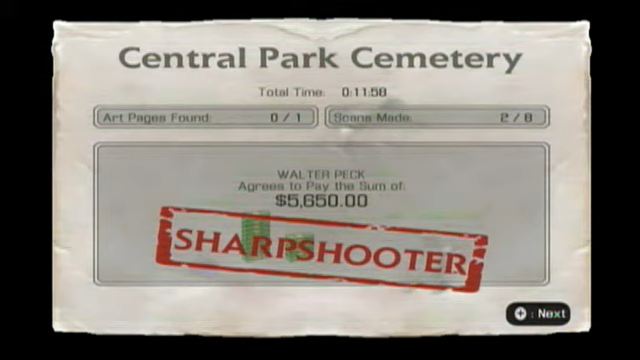 Central Park Cemetery
Total Time: 0:11:58
Art Pages Found: 0 / 1
Scans Made: 2 / 8
WALTER PECK
Agrees to Pay the Sum of:
$5,650.00
SHARPSHOOTER
+ : Next